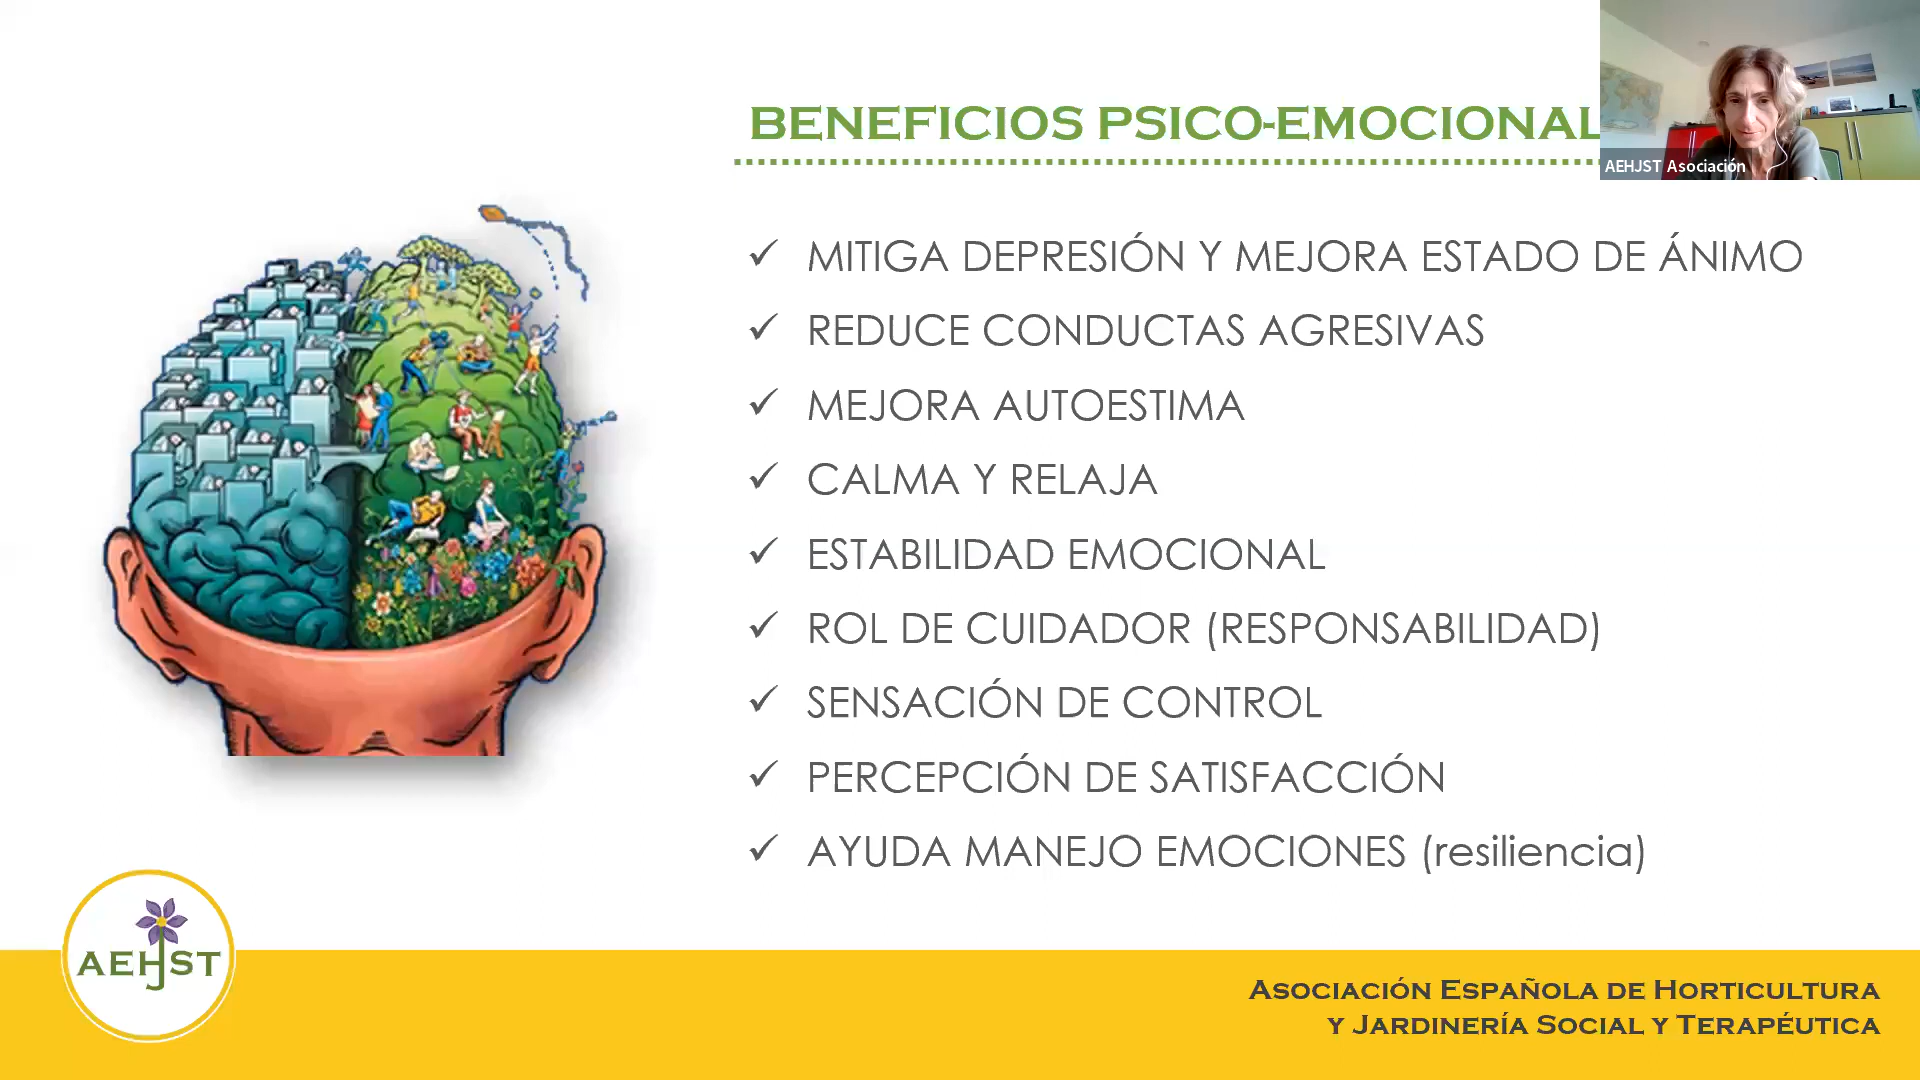 BENEFICIOS PSICO-EMOCIONAL
AEHJST Asociación
✓ MITIGA DEPRESIÓN Y MEJORA ESTADO DE ÁNIMO
✓ REDUCE CONDUCTAS AGRESIVAS
✓ MEJORA AUTOESTIMA
✓ CALMA Y RELAJA
✓ ESTABILIDAD EMOCIONAL
✓ ROL DE CUIDADOR (RESPONSABILIDAD)
✓ SENSACIÓN DE CONTROL
✓ PERCEPCIÓN DE SATISFACCIÓN
✓ AYUDA MANEJO EMOCIONES (resiliencia)
AEHJST
ASOCIACIÓN ESPAÑOLA DE HORTICULTURA
Y JARDINERÍA SOCIAL Y TERAPÉUTICA